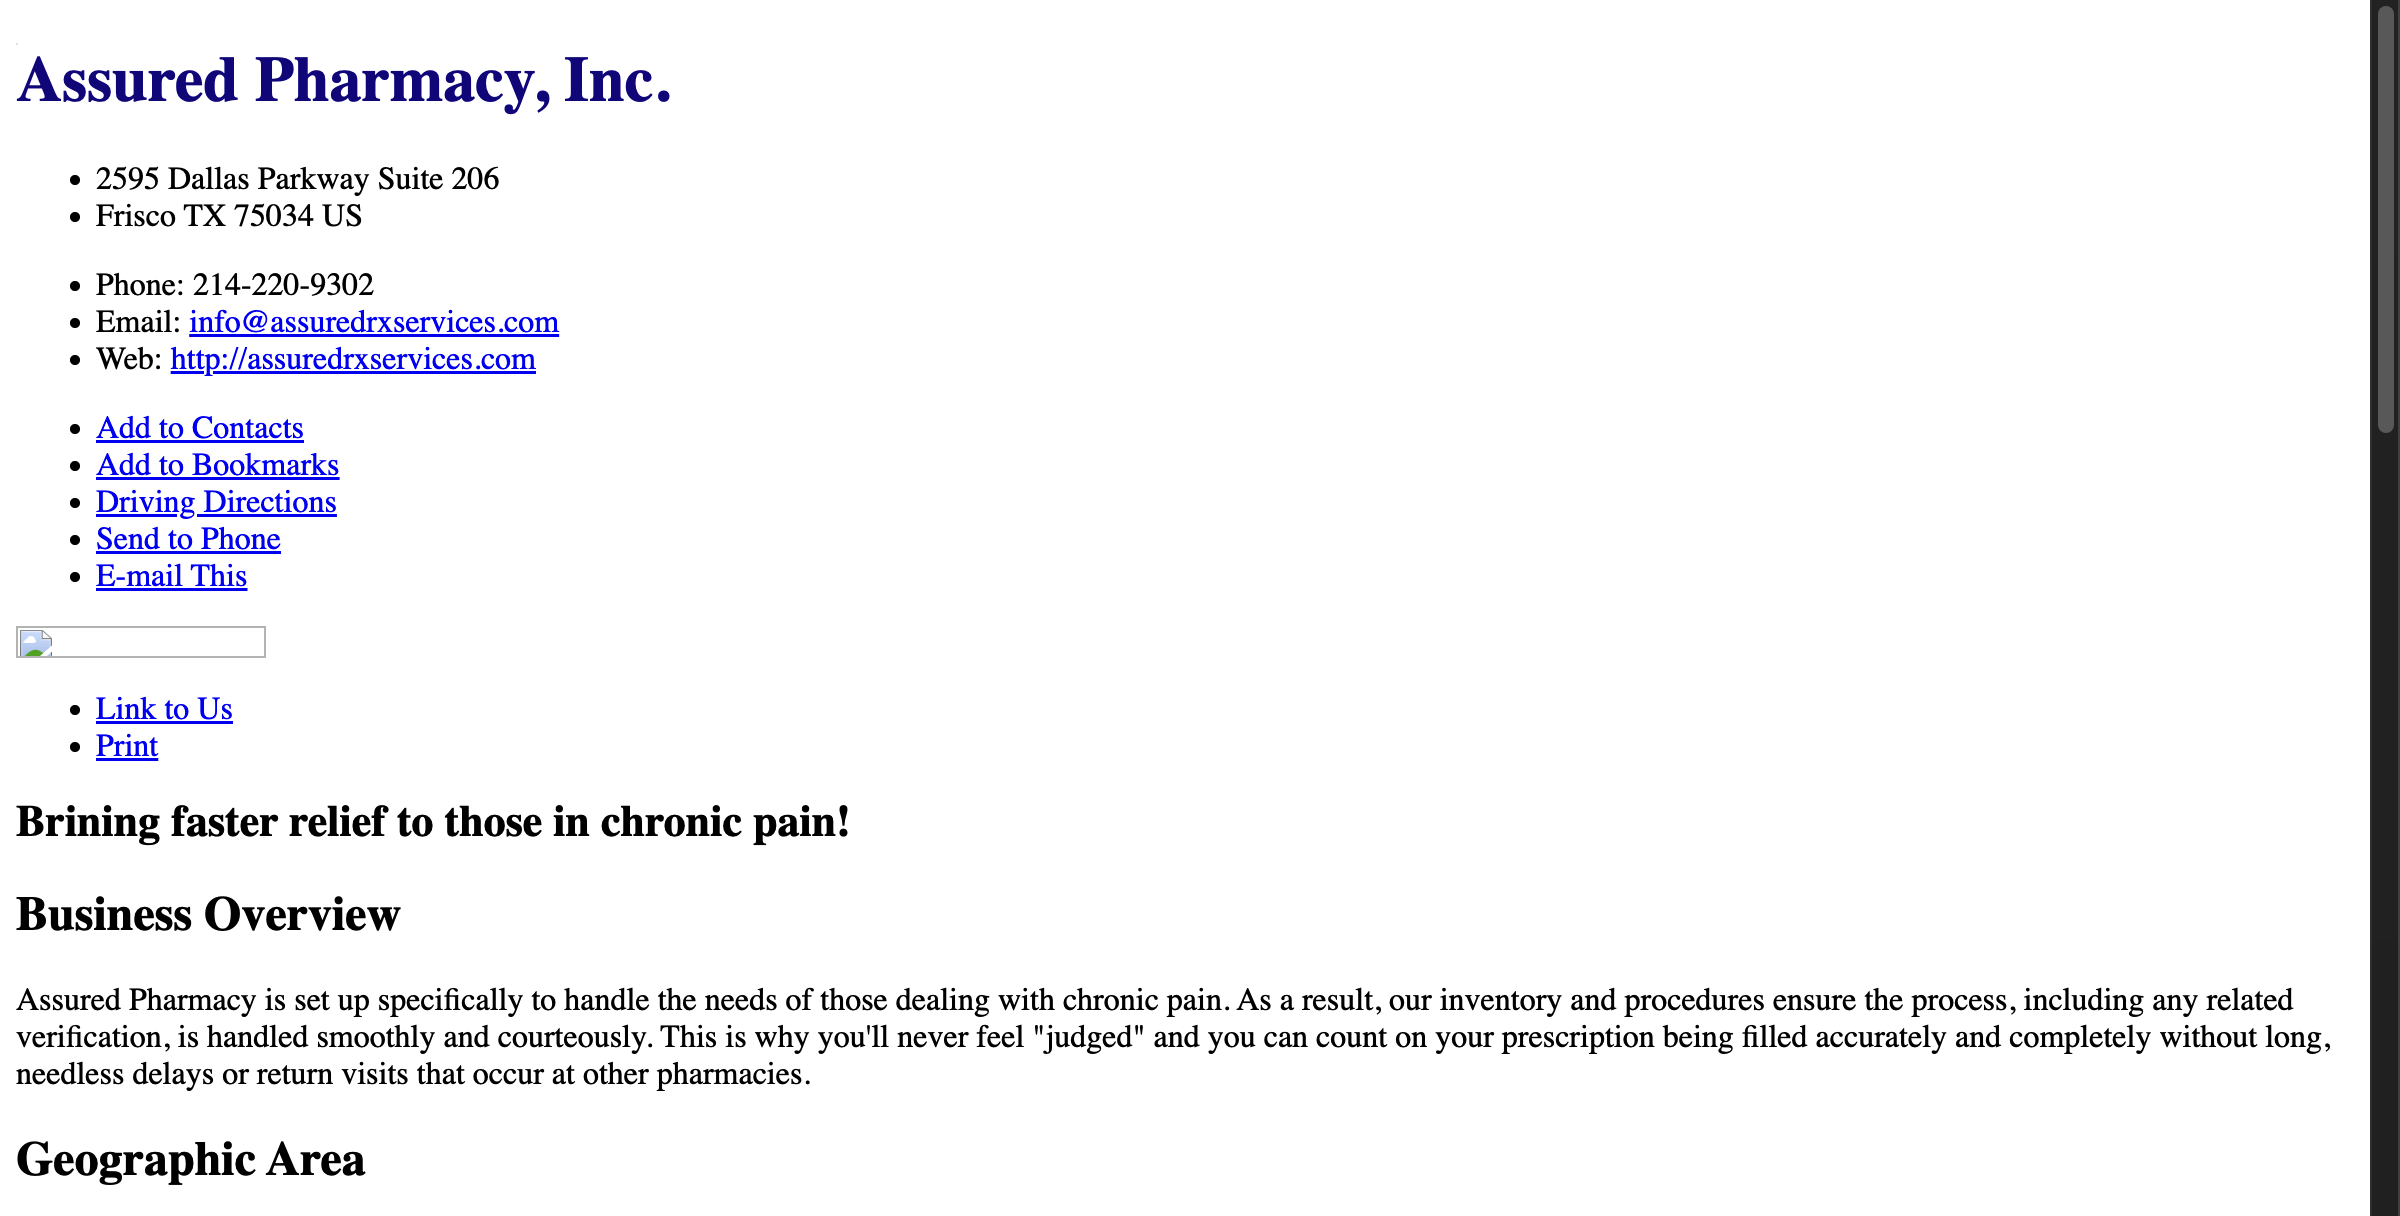 Assured Pharmacy, Inc.
2595 Dallas Parkway Suite 206
Frisco TX 75034 US
Phone: 214-220-9302
Email: info@assuredrxservices.com
Web: http://assuredrxservices.com
Add to Contacts
Add to Bookmarks
Driving Directions
Send to Phone
E-mail This
Link to Us
Print
Brining faster relief to those in chronic pain!
Business Overview
Assured Pharmacy is set up specifically to handle the needs of those dealing with chronic pain. As a result, our inventory and procedures ensure the process, including any related
verification, is handled smoothly and courteously. This is why you'll never feel "judged" and you can count on your prescription being filled accurately and completely without long,
needless delays or return visits that occur at other pharmacies.
Geographic Area